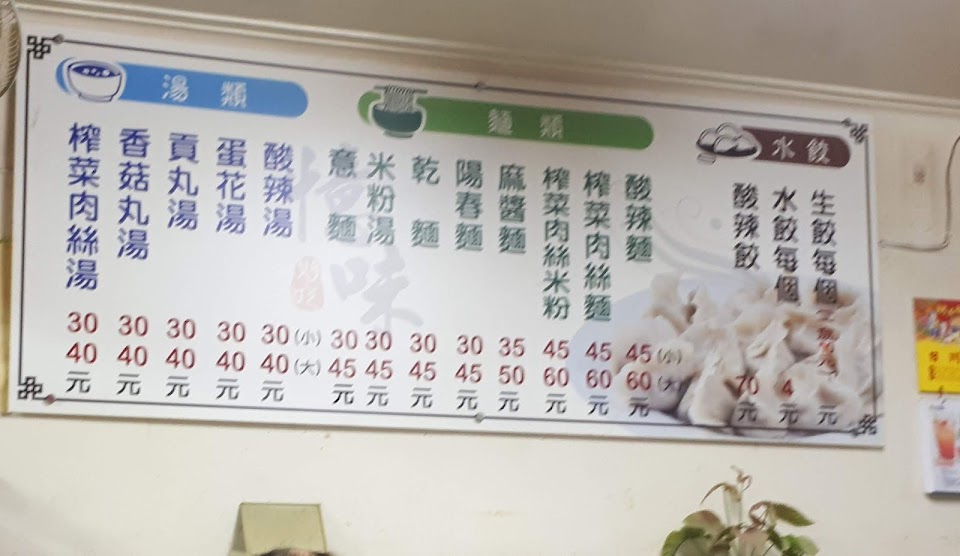 水餃
生餃每個 元
水餃每個 4 元
酸辣餃 70 元
麵類
酸辣麵 45(小) 60(大) 元
榨菜肉絲麵 45 60 元
榨菜肉絲米粉 45 60 元
麻醬麵 35 50 元
陽春麵 30 45 元
乾麵 30 45 元
米粉湯 30 45 元
意麵 30 45 元
湯類
酸辣湯 30(小) 40(大) 元
蛋花湯 30 40 元
貢丸湯 30 40 元
香菇丸湯 30 40 元
榨菜肉絲湯 30 40 元
味